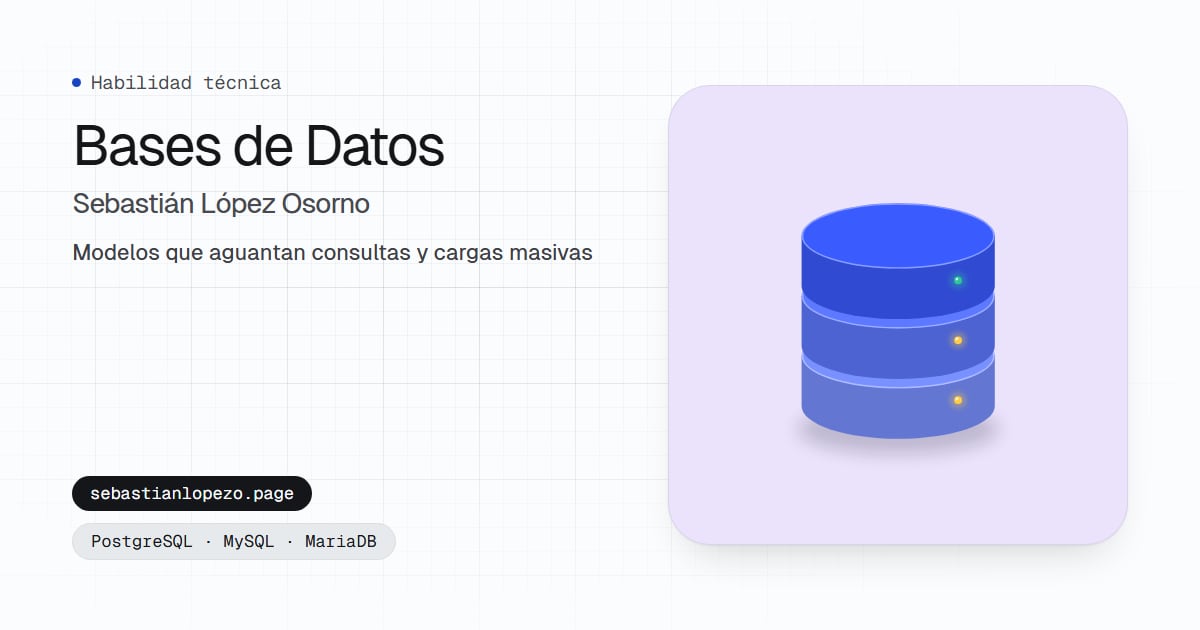 Habilidad técnica
Bases de Datos
Sebastián López Osorno
Modelos que aguantan consultas y cargas masivas
sebastianlopezo.page
PostgreSQL · MySQL · MariaDB